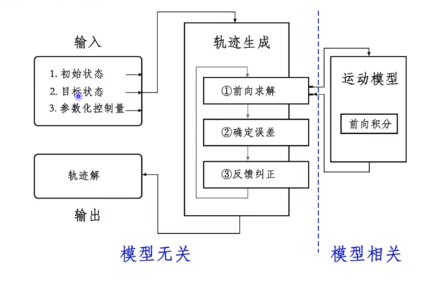 输入
1. 初始状态
2. 目标状态
3. 参数化控制量
轨迹解
输出
轨迹生成
①前向求解
②确定误差
③反馈纠正
运动模型
前向积分
模型无关
模型相关